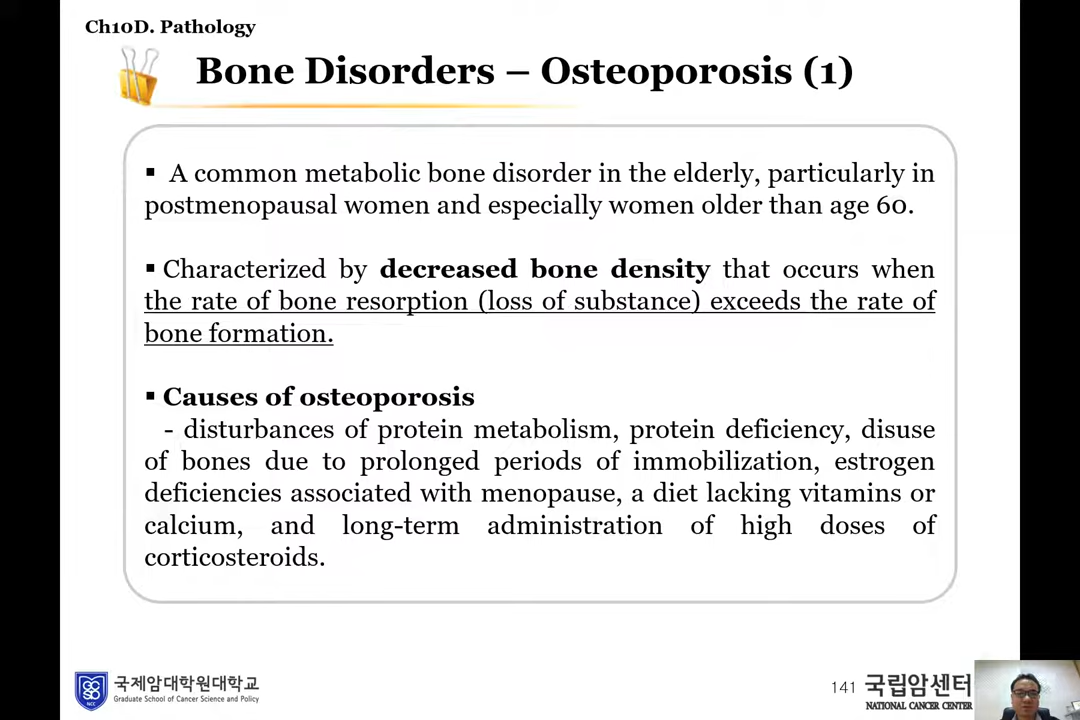 Ch10D. Pathology
Bone Disorders – Osteoporosis (1)
▪ A common metabolic bone disorder in the elderly, particularly in
postmenopausal women and especially women older than age 60.
▪ Characterized by decreased bone density that occurs when
the rate of bone resorption (loss of substance) exceeds the rate of
bone formation.
▪ Causes of osteoporosis
- disturbances of protein metabolism, protein deficiency, disuse
of bones due to prolonged periods of immobilization, estrogen
deficiencies associated with menopause, a diet lacking vitamins or
calcium, and long-term administration of high doses of
corticosteroids.
국제암대학원대학교
Graduate School of Cancer Science and Policy
NCC
141 국립암센터
NATIONAL CANCER CENTER